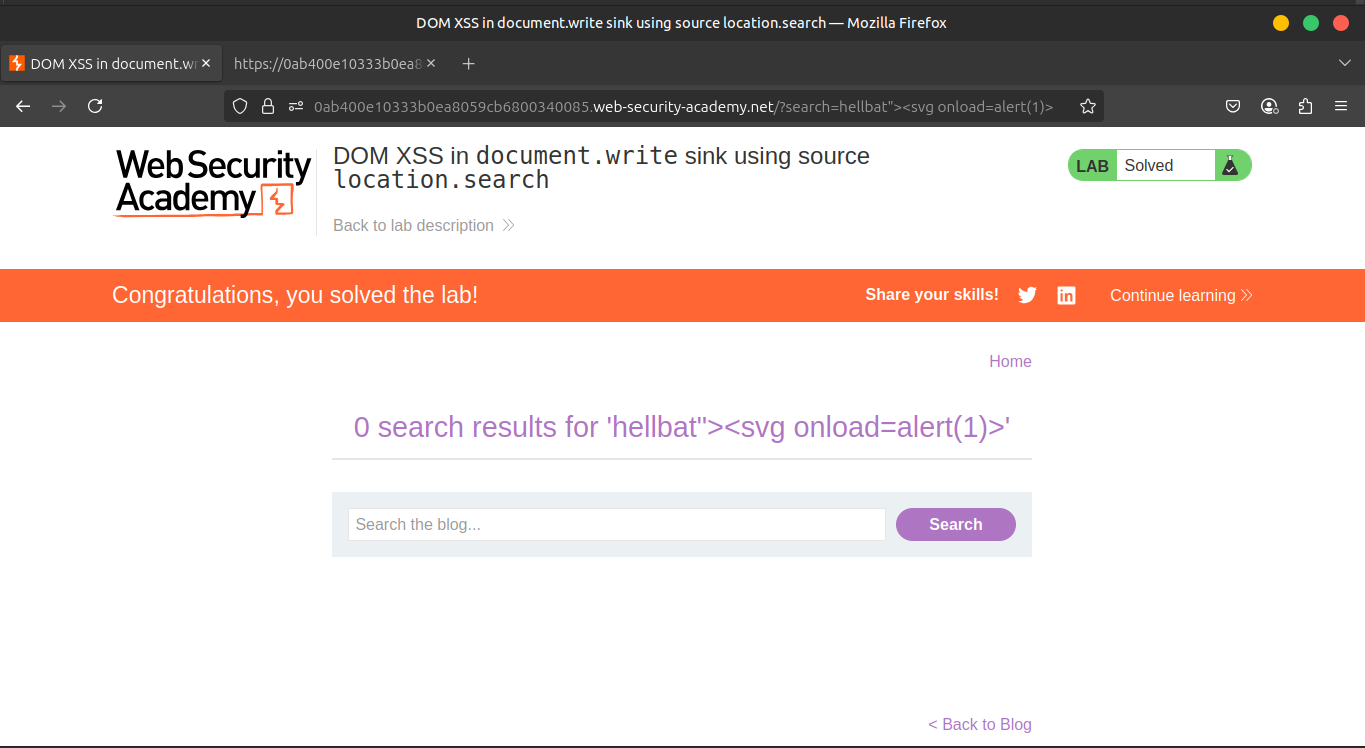 DOM XSS in document.write sink using source location.search — Mozilla Firefox
DOM XSS in document.wr
https://0ab400e10333b0ea8
0ab400e10333b0ea8059cb6800340085.web-security-academy.net/?search=hellbat"><svg onload=alert(1)>
Web Security
Academy
DOM XSS in document.write sink using source
location.search
Back to lab description
LAB Solved
Congratulations, you solved the lab!
Share your skills!
Continue learning
Home
0 search results for 'hellbat"><svg onload=alert(1)>'
Search the blog...
Search
< Back to Blog